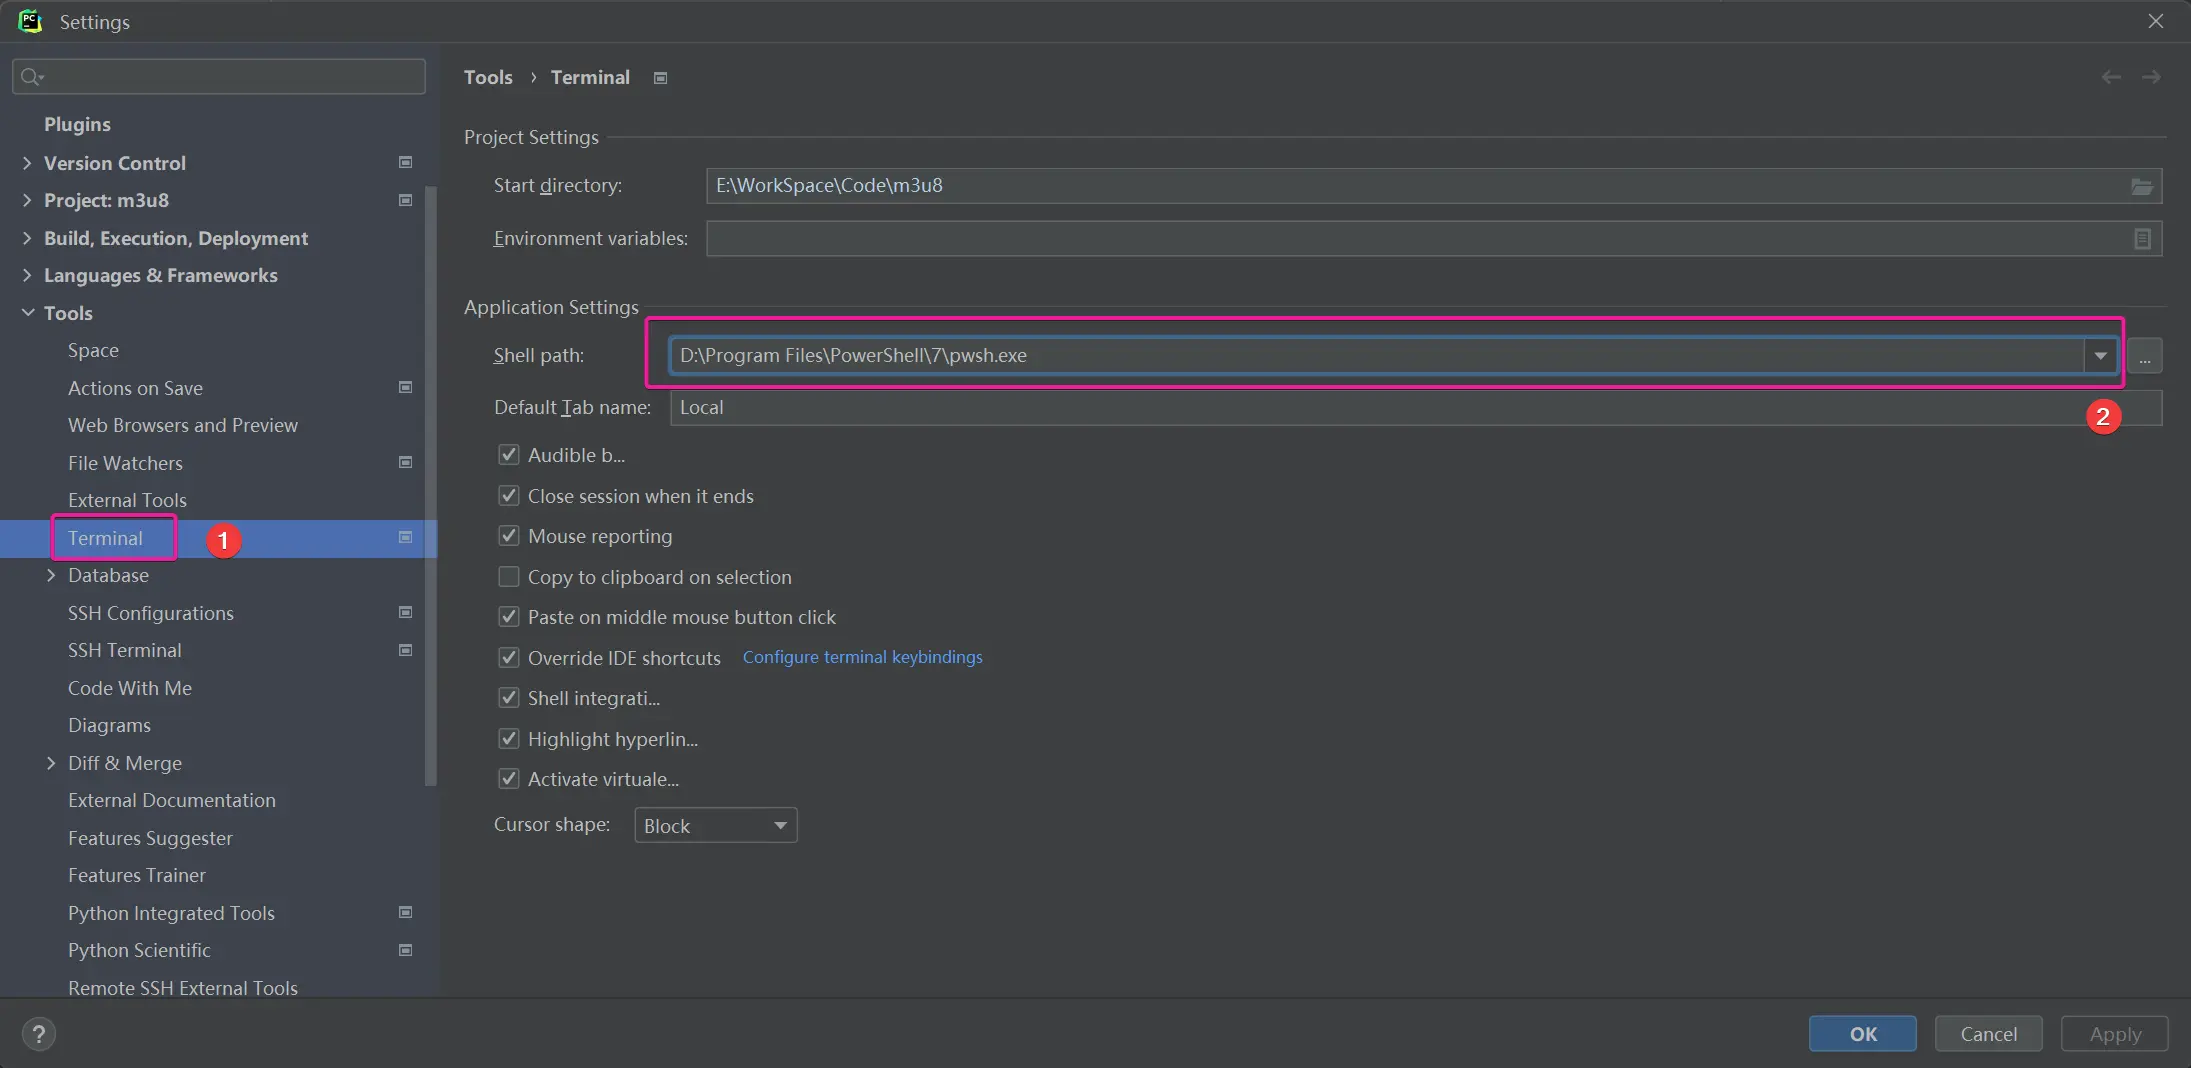 PC Settings
Plugins
Version Control
Project: m3u8
Build, Execution, Deployment
Languages & Frameworks
Tools
Space
Actions on Save
Web Browsers and Preview
File Watchers
External Tools
Terminal 1
Database
SSH Configurations
SSH Terminal
Code With Me
Diagrams
Diff & Merge
External Documentation
Features Suggester
Features Trainer
Python Integrated Tools
Python Scientific
Remote SSH External Tools
Tools › Terminal
Project Settings
Start directory: E:\WorkSpace\Code\m3u8
Environment variables:
Application Settings
Shell path: D:\Program Files\PowerShell\7\pwsh.exe ...
Default Tab name: Local
2
Audible b...
Close session when it ends
Mouse reporting
Copy to clipboard on selection
Paste on middle mouse button click
Override IDE shortcuts Configure terminal keybindings
Shell integrati...
Highlight hyperlin...
Activate virtuale...
Cursor shape: Block
? OK Cancel Apply